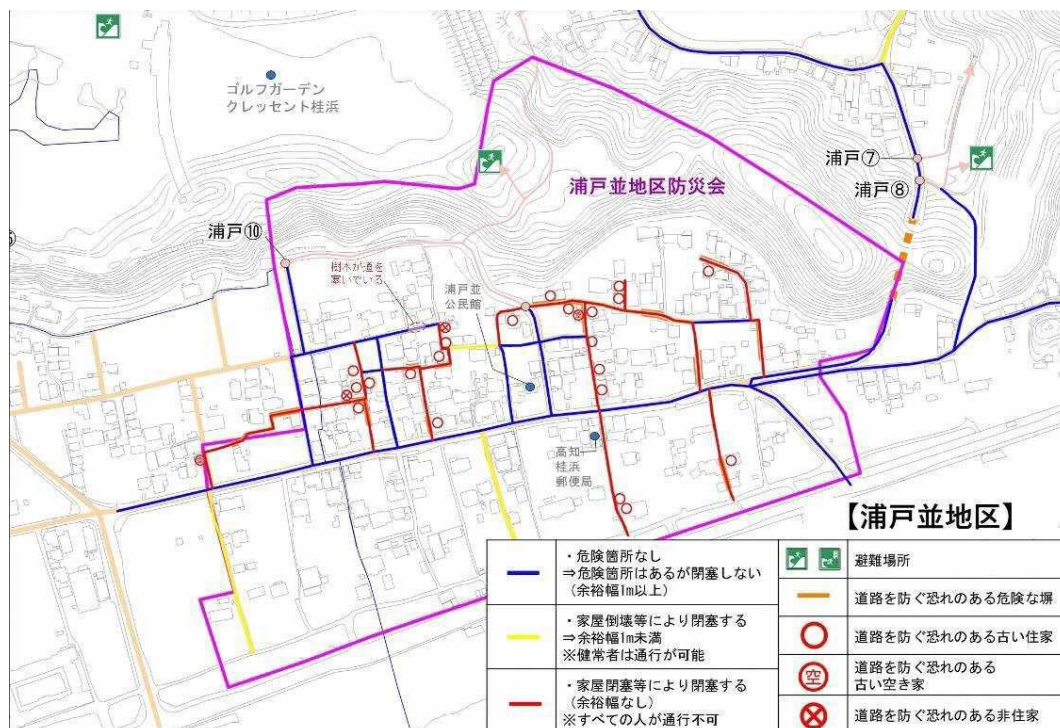 ゴルフガーデン
クレッセント桂浜
浦戸⑦
浦戸⑧
浦戸並地区防災会
浦戸⑩
樹木が道を
塞いでいる
浦戸並
公民館
高知
桂浜
郵便局
空
空
【浦戸並地区】
・危険箇所なし
⇒危険箇所はあるが閉塞しない
(余裕幅1m以上)
・家屋倒壊等により閉塞する
⇒余裕幅1m未満
※健常者は通行が可能
・家屋閉塞等により閉塞する
(余裕幅なし)
※すべての人が通行不可
避難場所
道路を防ぐ恐れのある危険な塀
道路を防ぐ恐れのある古い住家
空
道路を防ぐ恐れのある
古い空き家
道路を防ぐ恐れのある非住家